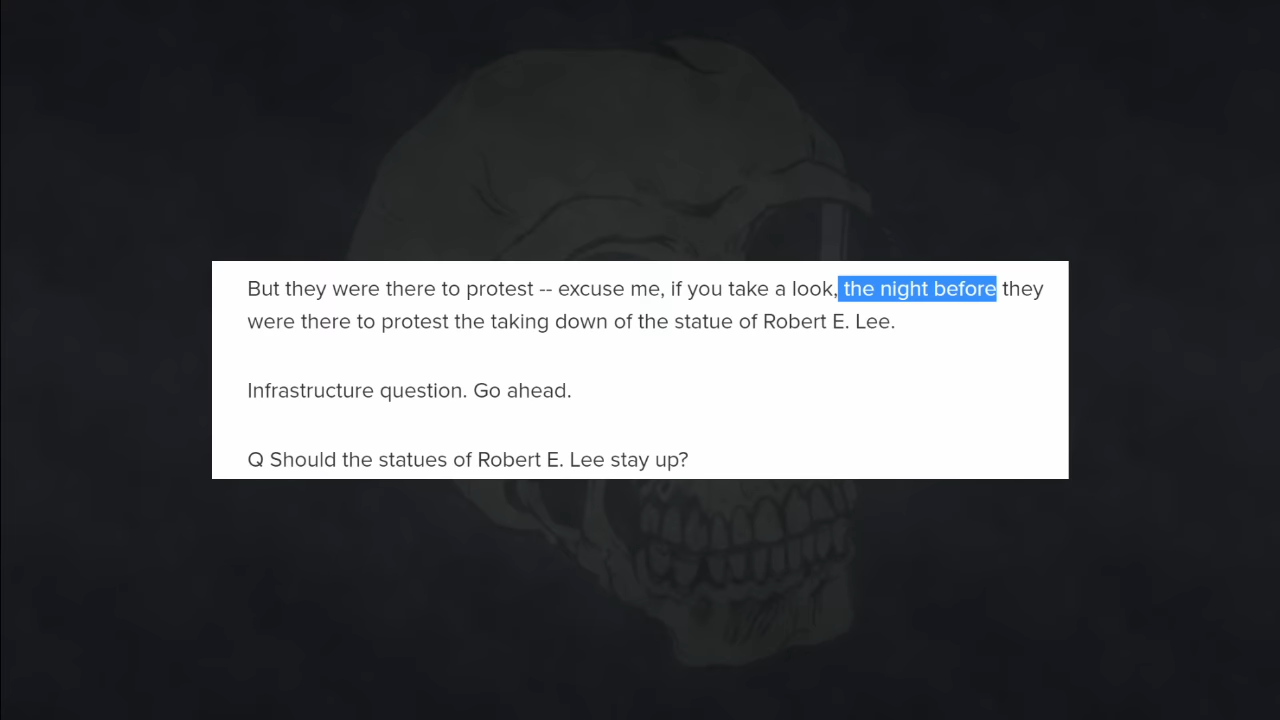 But they were there to protest -- excuse me, if you take a look, the night before they
were there to protest the taking down of the statue of Robert E. Lee.
Infrastructure question. Go ahead.
Q Should the statues of Robert E. Lee stay up?